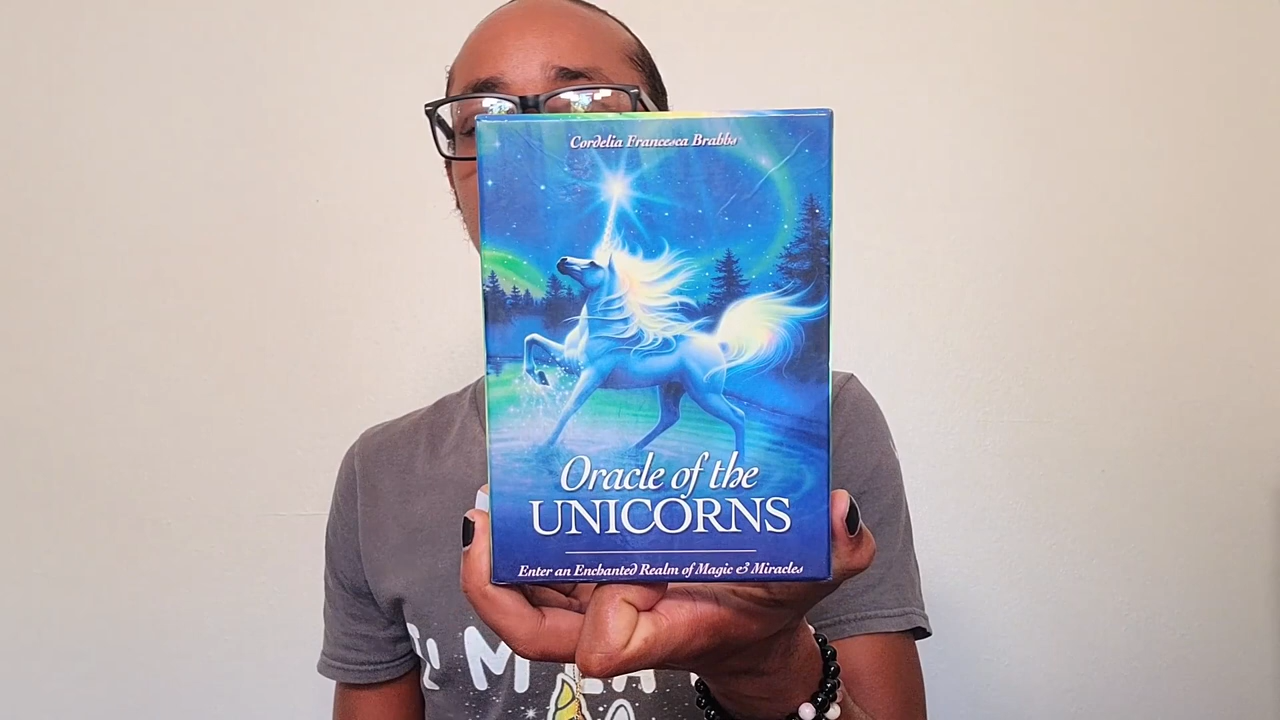 Cordelia Francesca Brabbs
Oracle of the
UNICORNS
Enter an Enchanted Realm of Magic & Miracles
I'M